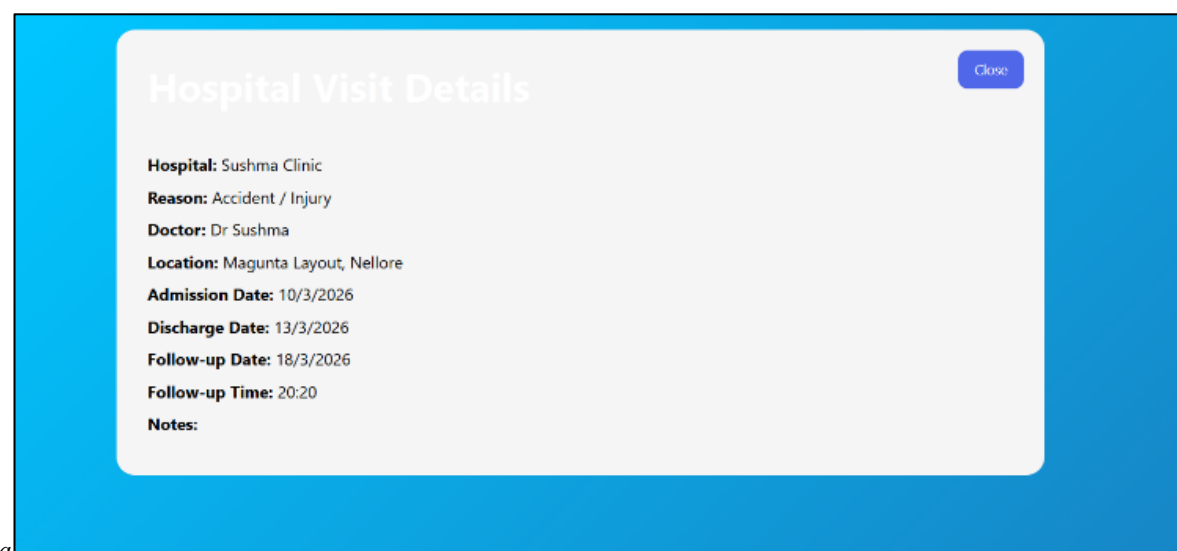 Hospital Visit Details
Close
Hospital: Sushma Clinic
Reason: Accident / Injury
Doctor: Dr Sushma
Location: Magunta Layout, Nellore
Admission Date: 10/3/2026
Discharge Date: 13/3/2026
Follow-up Date: 18/3/2026
Follow-up Time: 20:20
Notes: